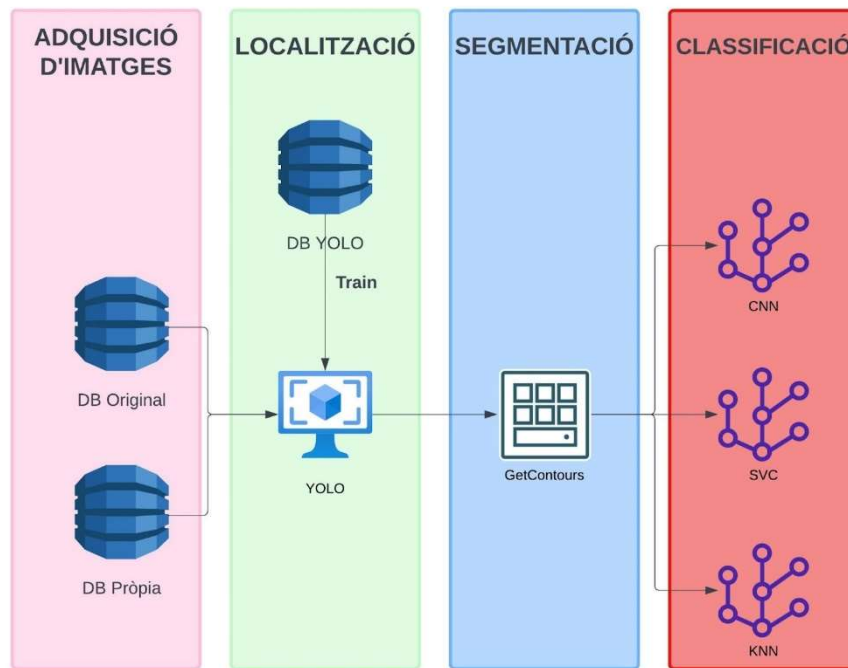 ADQUISICIÓ
D'IMATGES
DB Original
DB Pròpia
LOCALITZACIÓ
DB YOLO
Train
YOLO
SEGMENTACIÓ
GetContours
CLASSIFICACIÓ
CNN
SVC
KNN